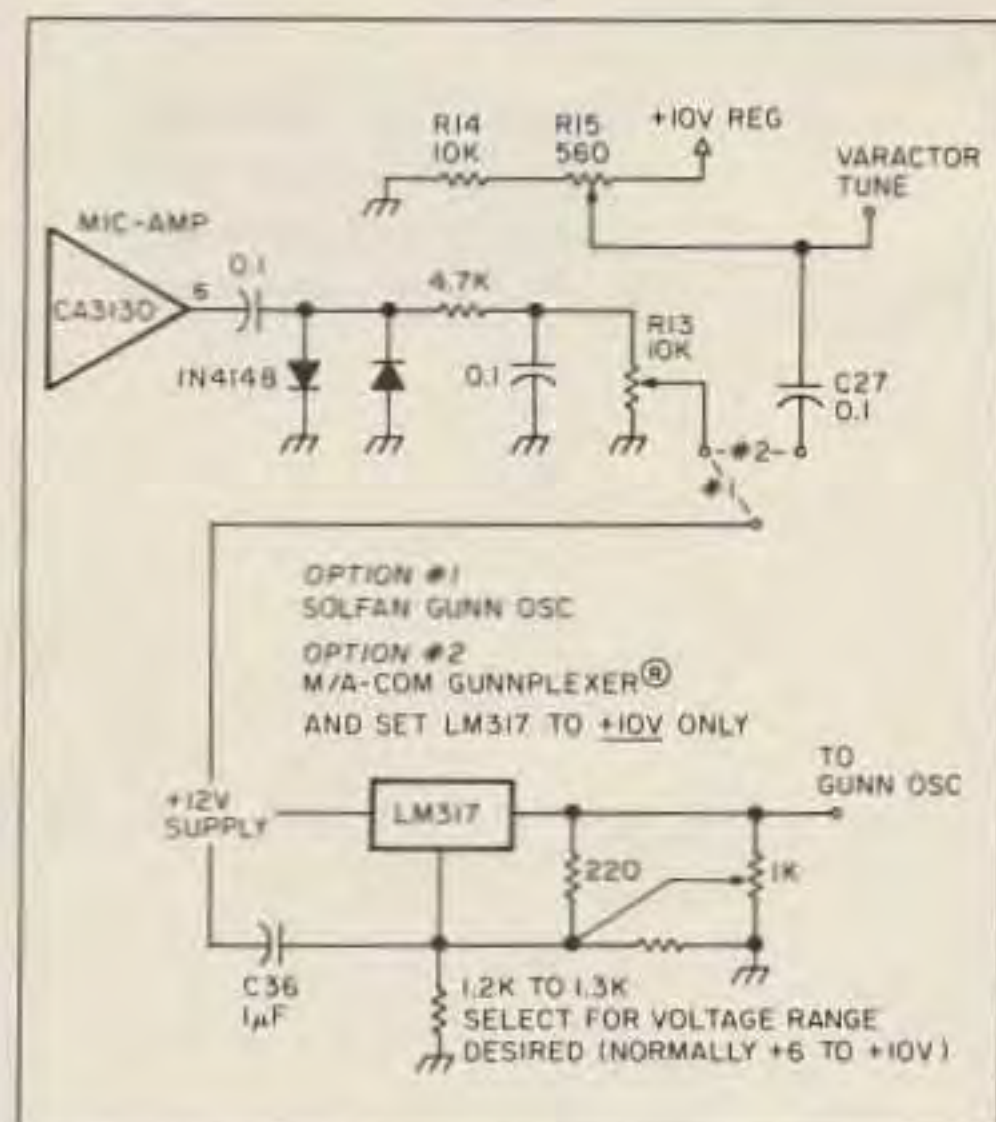 R14
10K
R15
560
+10V REG
VARACTOR
TUNE
MIC-AMP
CA3130
6
0.1
4.7K
1N4148
0.1
R13
10K
C27
0.1
#2
#1
OPTION #1
SOLFAN GUNN OSC
OPTION #2
M/A-COM GUNNPLEXER®
AND SET LM317 TO +10V ONLY
TO
GUNN OSC
+12V
SUPPLY
LM317
220
1K
C36
1µF
1.2K TO 1.3K
SELECT FOR VOLTAGE RANGE
DESIRED (NORMALLY +6 TO +10V)